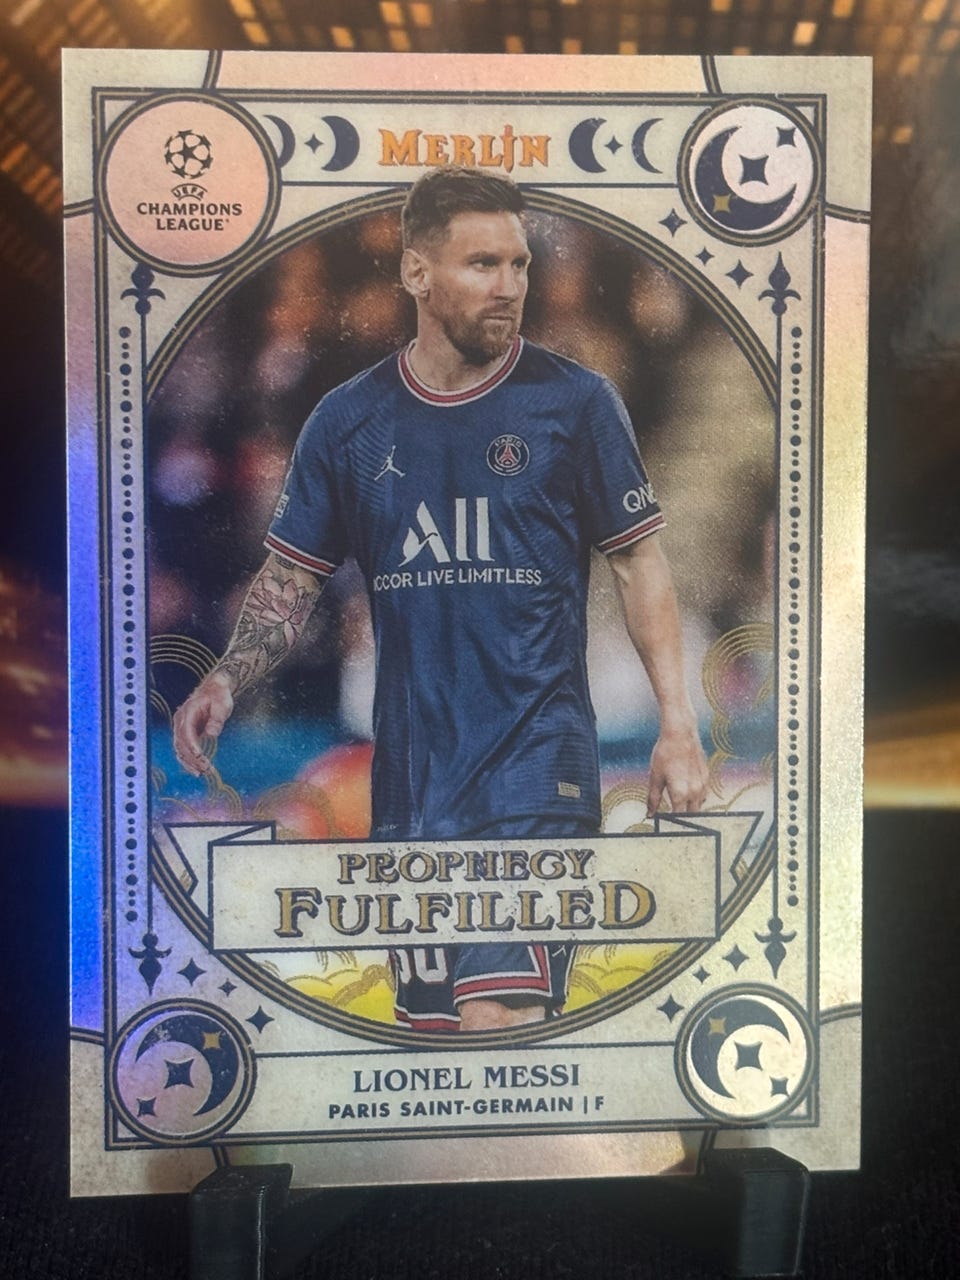 MERLIN
UEFA
CHAMPIONS
LEAGUE
PARIS
QN
All
ACCOR LIVE LIMITLESS
PROPHECY
FULFILLED
LIONEL MESSI
PARIS SAINT-GERMAIN | F